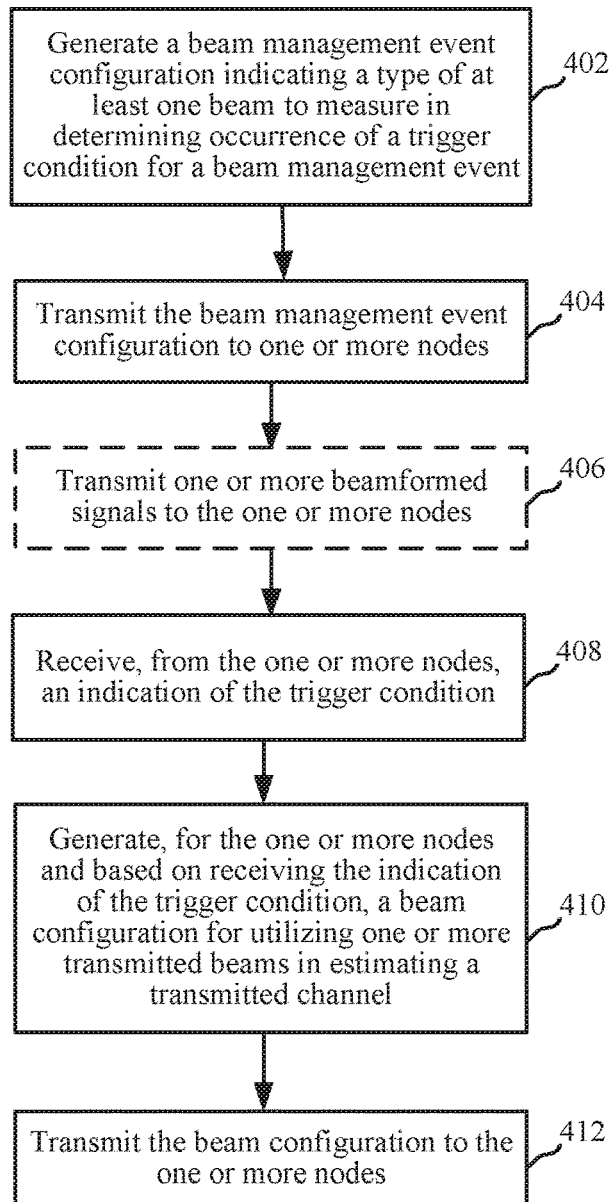 Generate a beam management event
configuration indicating a type of at
least one beam to measure in
determining occurrence of a trigger
condition for a beam management event
402
Transmit the beam management event
configuration to one or more nodes
404
Transmit one or more beamformed
signals to the one or more nodes
406
Receive, from the one or more nodes,
an indication of the trigger condition
408
Generate, for the one or more nodes
and based on receiving the indication
of the trigger condition, a beam
configuration for utilizing one or more
transmitted beams in estimating a
transmitted channel
410
Transmit the beam configuration to the
one or more nodes
412